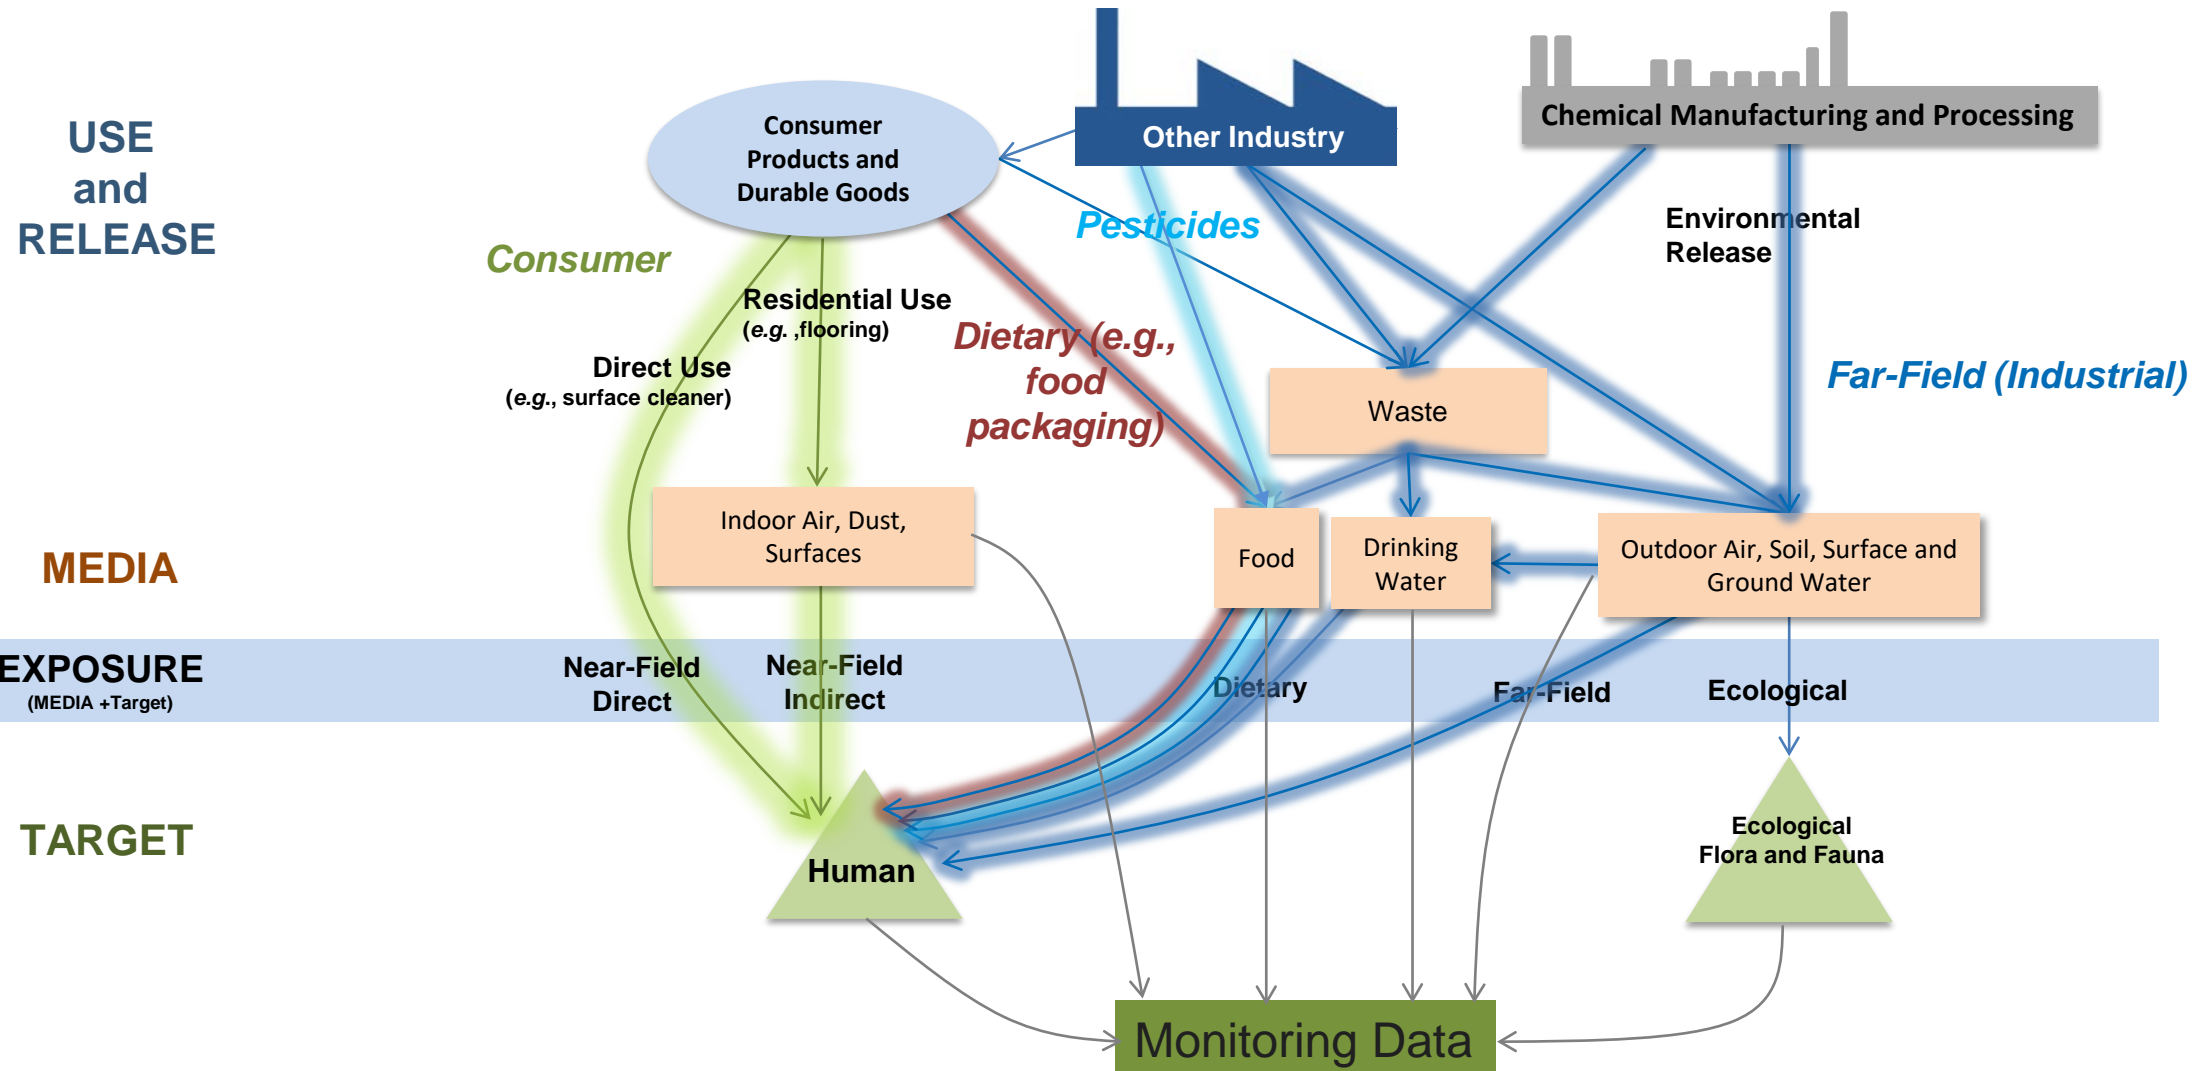 USE
and
RELEASE
Consumer
Products and
Durable Goods
Other Industry
Chemical Manufacturing and Processing
Consumer
Pesticides
Environmental
Release
Residential Use
(e.g. ,flooring)
Direct Use
(e.g., surface cleaner)
Dietary (e.g.,
food
packaging)
Far-Field (Industrial)
Waste
MEDIA
Indoor Air, Dust,
Surfaces
Food
Drinking
Water
Outdoor Air, Soil, Surface and
Ground Water
EXPOSURE
(MEDIA +Target)
Near-Field
Direct
Near-Field
Indirect
Dietary
Far-Field
Ecological
TARGET
Human
Ecological
Flora and Fauna
Monitoring Data